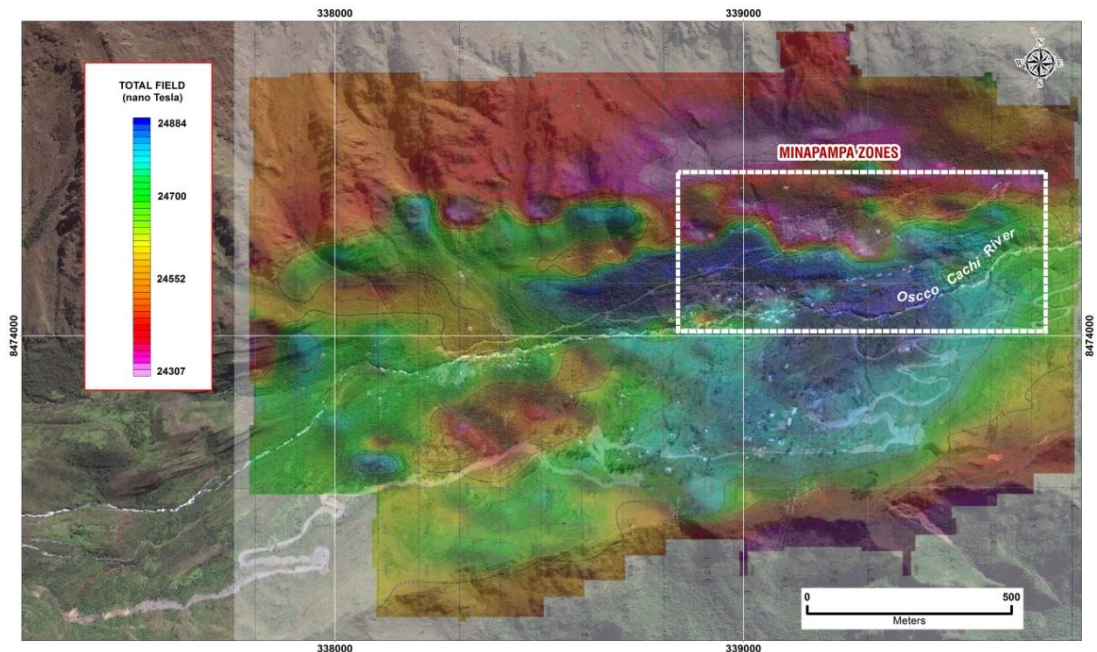 338000
339000
TOTAL FIELD
(nano Tesla)
24884
24700
24552
24307
N
W
E
S
MINAPAMPA ZONES
Oscco Cachi River
8474000
8474000
0
500
Meters
338000
339000